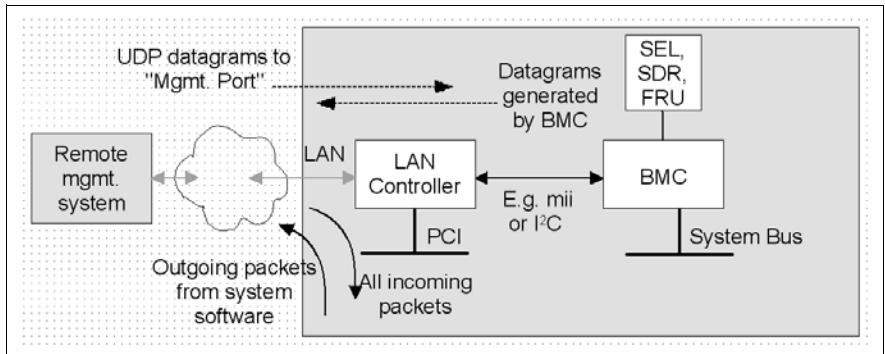 UDP datagrams to
"Mgmt. Port"
Datagrams
generated
by BMC
SEL,
SDR,
FRU
Remote
mgmt.
system
LAN
LAN
Controller
E.g. mii
or I²C
BMC
PCI
System Bus
Outgoing packets
from system
software
All incoming
packets